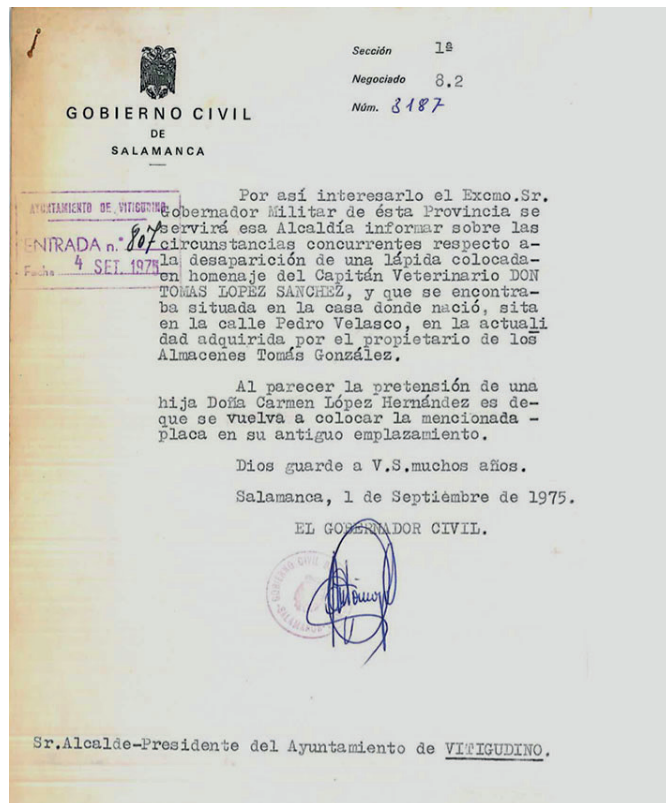 Sección 1ª
Negociado 8.2
Núm. 3187
GOBIERNO CIVIL
DE
SALAMANCA
AYUNTAMIENTO DE VITIGUDINO
ENTRADA n.º 807
Fecha 4 SET. 1975
Por así interesarlo el Excmo.Sr.
Gobernador Militar de ésta Provincia se
servirá esa Alcaldía informar sobre las
circunstancias concurrentes respecto a-
la desaparición de una lápida colocada-
en homenaje del Capitán Veterinario DON
TOMAS LOPEZ SANCHEZ, y que se encontra-
ba situada en la casa donde nació, sita
en la calle Pedro Velasco, en la actuali
dad adquirida por el propietario de los
Almacenes Tomás González.
Al parecer la pretensión de una
hija Doña Carmen López Hernández es de-
que se vuelva a colocar la mencionada -
placa en su antiguo emplazamiento.
Dios guarde a V.S.muchos años.
Salamanca, 1 de Septiembre de 1975.
EL GOBERNADOR CIVIL.
GOBIERNO CIVIL
SALAMANCA
Sr.Alcalde-Presidente del Ayuntamiento de VITIGUDINO.